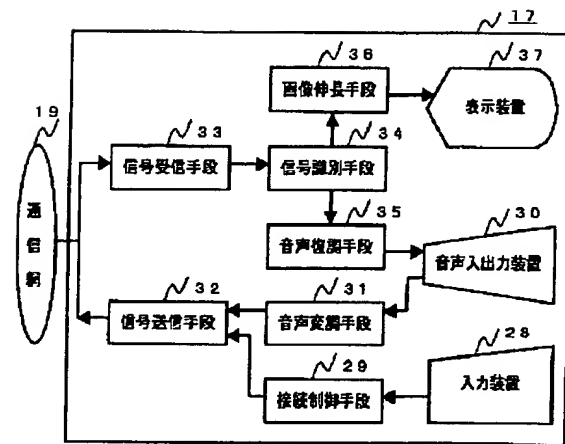 17
36
画像伸長手段
37
表示装置
19
通信網
33
信号受信手段
34
信号識別手段
35
音声復調手段
30
音声入出力装置
32
信号送信手段
31
音声変調手段
28
入力装置
29
接続制御手段